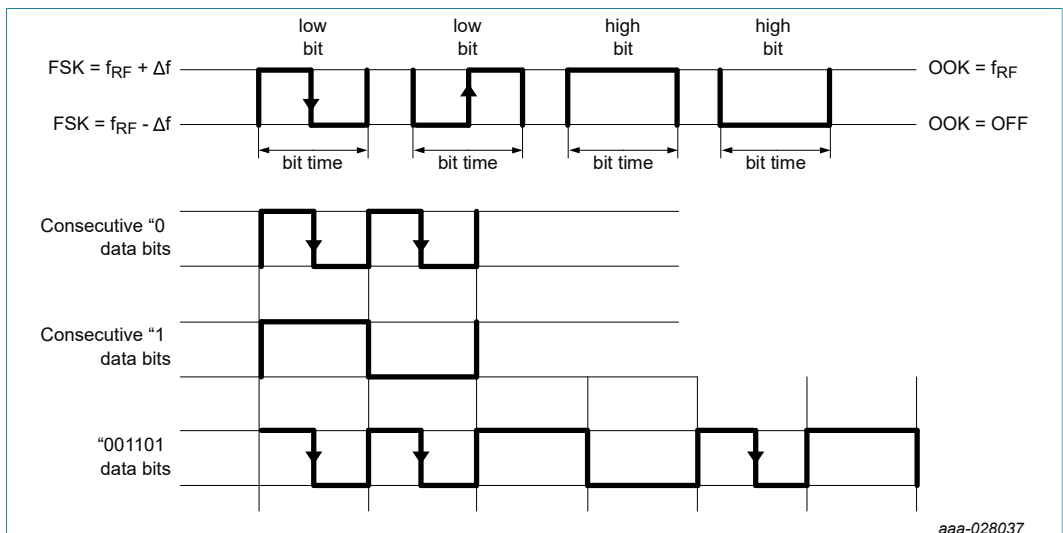 low
bit
low
bit
high
bit
high
bit
FSK = fRF + Δf
OOK = fRF
FSK = fRF - Δf
OOK = OFF
bit time
bit time
bit time
bit time
Consecutive “0
data bits
Consecutive “1
data bits
“001101
data bits
aaa-028037